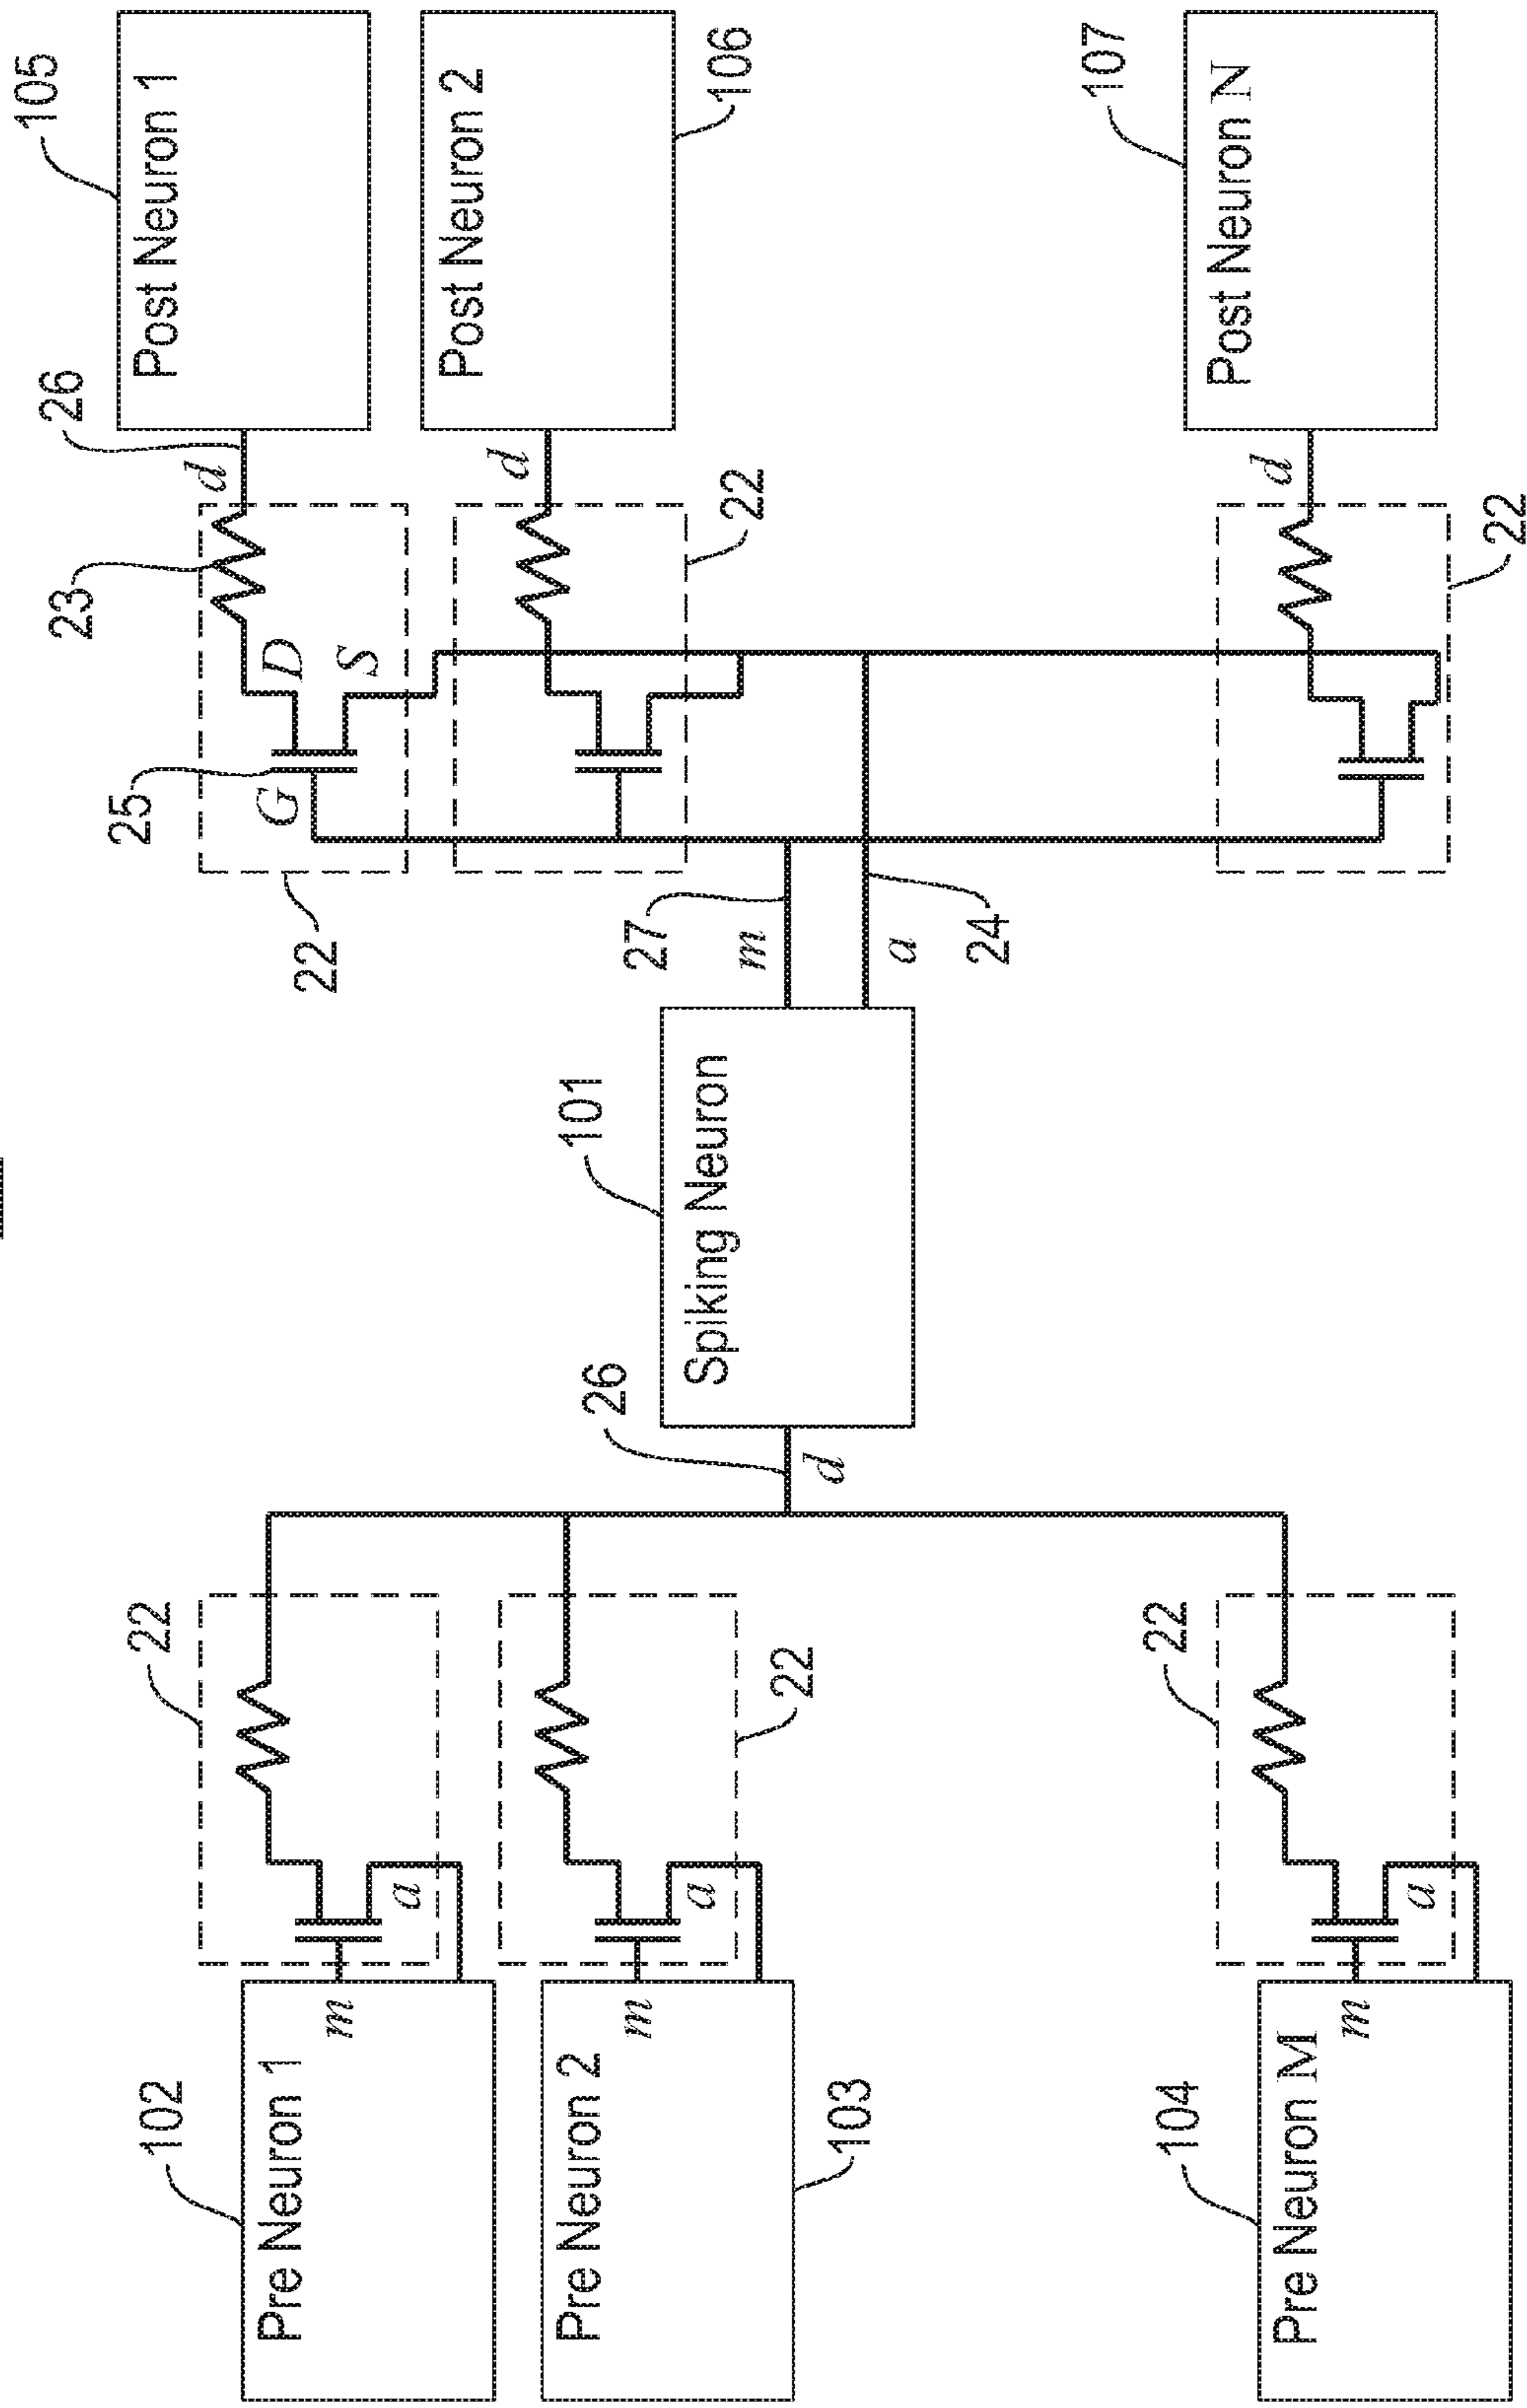 102
Pre Neuron 1
m
a
22
Pre Neuron 2
m
a
22
103
104
Pre Neuron M
m
a
22
26
d
101
Spiking Neuron
27
m
a
24
22
25
G
D
S
23
26
d
105
Post Neuron 1
22
d
Post Neuron 2
106
22
d
107
Post Neuron N